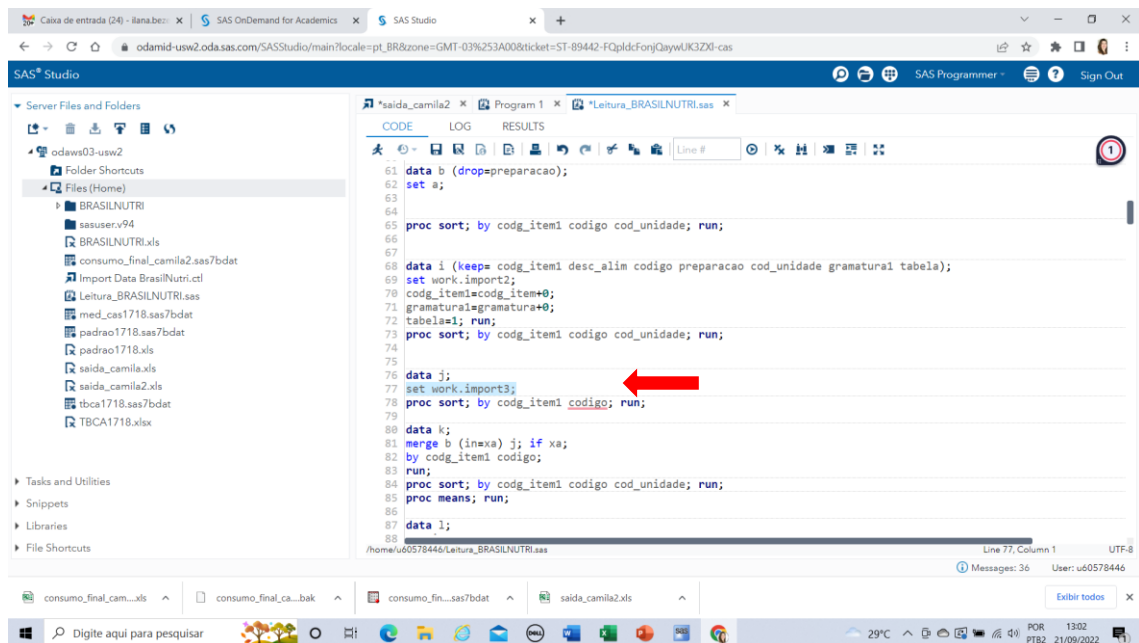 Caixa de entrada (24) - ilana.bez
SAS OnDemand for Academics
SAS Studio
odamid-usw2.oda.sas.com/SASStudio/main?locale=pt_BR&zone=GMT-03%253A00&ticket=ST-89442-FQpldcFonjQaywUK3ZXl-cas
SAS® Studio
SAS Programmer
Sign Out
Server Files and Folders
odaws03-usw2
Folder Shortcuts
Files (Home)
BRASILNUTRI
sasuser.v94
BRASILNUTRI.xls
consumo_final_camila2.sas7bdat
Import Data BrasilNutri.ctl
Leitura_BRASILNUTRI.sas
med_cas1718.sas7bdat
padrao1718.sas7bdat
padrao1718.xls
saida_camila.xls
saida_camila2.xls
tbca1718.sas7bdat
TBCA1718.xlsx
Tasks and Utilities
Snippets
Libraries
File Shortcuts
*saida_camila2
Program 1
*Leitura_BRASILNUTRI.sas
CODE LOG RESULTS
Line #
1
61 data b (drop=preparacao);
62 set a;
63
64
65 proc sort; by codg_item1 codigo cod_unidade; run;
66
67
68 data i (keep= codg_item1 desc_alim codigo preparacao cod_unidade gramatura1 tabela);
69 set work.import2;
70 codg_item1=codg_item+0;
71 gramatura1=gramatura+0;
72 tabela=1; run;
73 proc sort; by codg_item1 codigo cod_unidade; run;
74
75
76 data j;
77 set work.import3;
78 proc sort; by codg_item1 codigo; run;
79
80 data k;
81 merge b (in=xa) j; if xa;
82 by codg_item1 codigo;
83 run;
84 proc sort; by codg_item1 codigo cod_unidade; run;
85 proc means; run;
86
87 data l;
88
/home/u60578446/Leitura_BRASILNUTRI.sas
Line 77, Column 1
UTF-8
Messages: 36
User: u60578446
consumo_final_cam....xls
consumo_final_ca....bak
consumo_fin....sas7bdat
saida_camila2.xls
Exibir todos
Digite aqui para pesquisar
29°C
POR
PTB2
13:02
21/09/2022